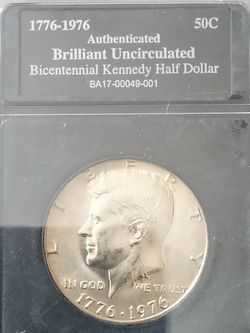 1776-1976 50C
Authenticated
Brilliant Uncirculated
Bicentennial Kennedy Half Dollar
BA17-00049-001
LIBERTY
IN GOD WE TRUST
1776·1976